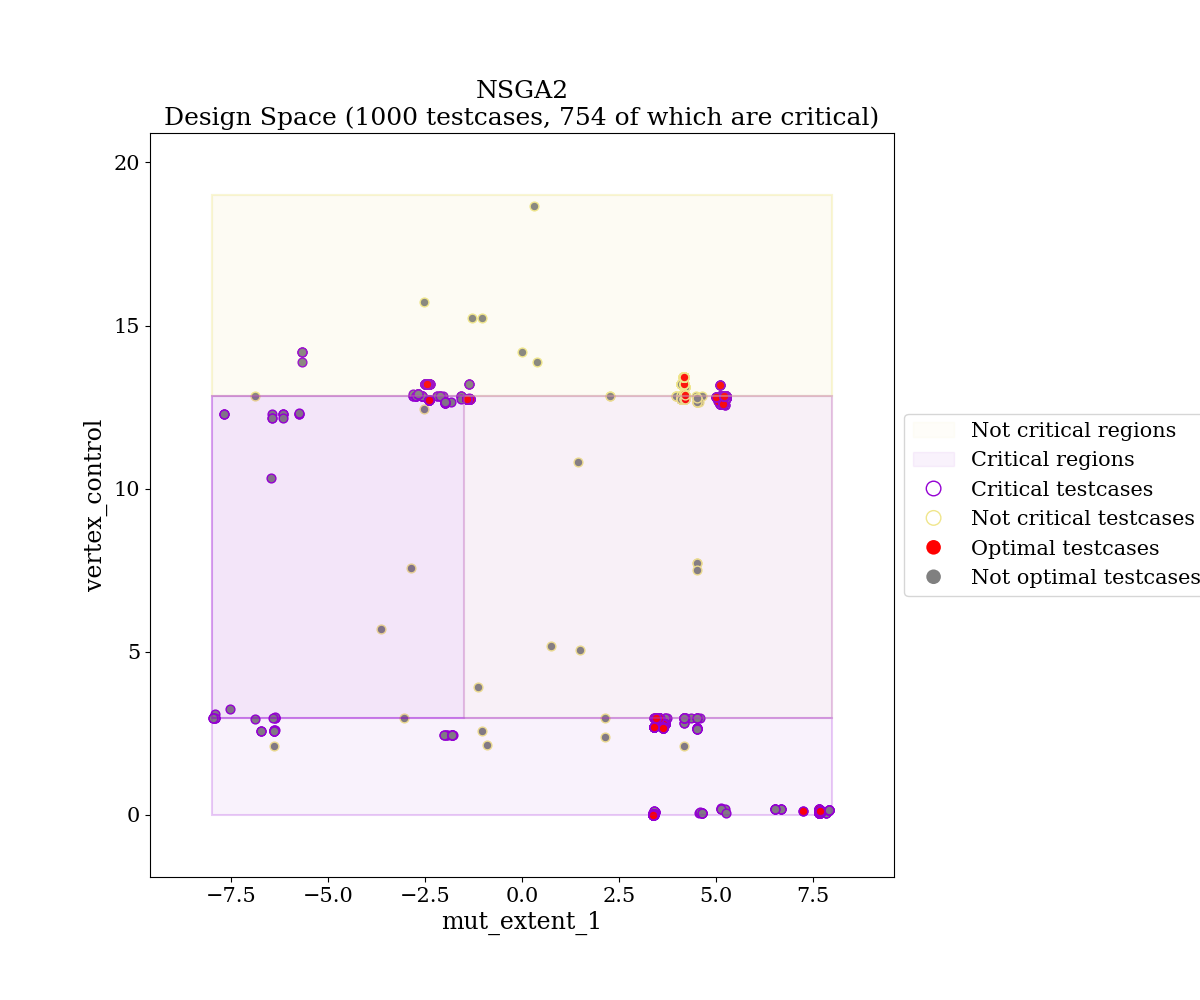 NSGA2
Design Space (1000 testcases, 754 of which are critical)
20
15
10
5
0
vertex_control
−7.5
−5.0
−2.5
0.0
2.5
5.0
7.5
mut_extent_1
Not critical regions
Critical regions
Critical testcases
Not critical testcases
Optimal testcases
Not optimal testcases